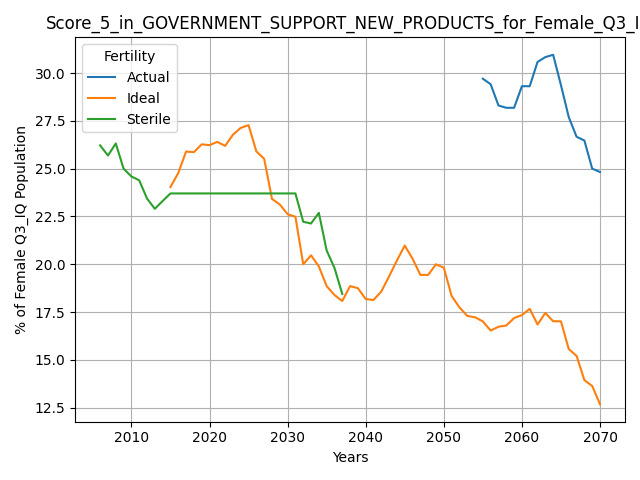 Score_5_in_GOVERNMENT_SUPPORT_NEW_PRODUCTS_for_Female_Q3_I
Fertility
Actual
Ideal
Sterile
30.0
27.5
25.0
22.5
20.0
17.5
15.0
12.5
% of Female Q3_IQ Population
2010 2020 2030 2040 2050 2060 2070
Years